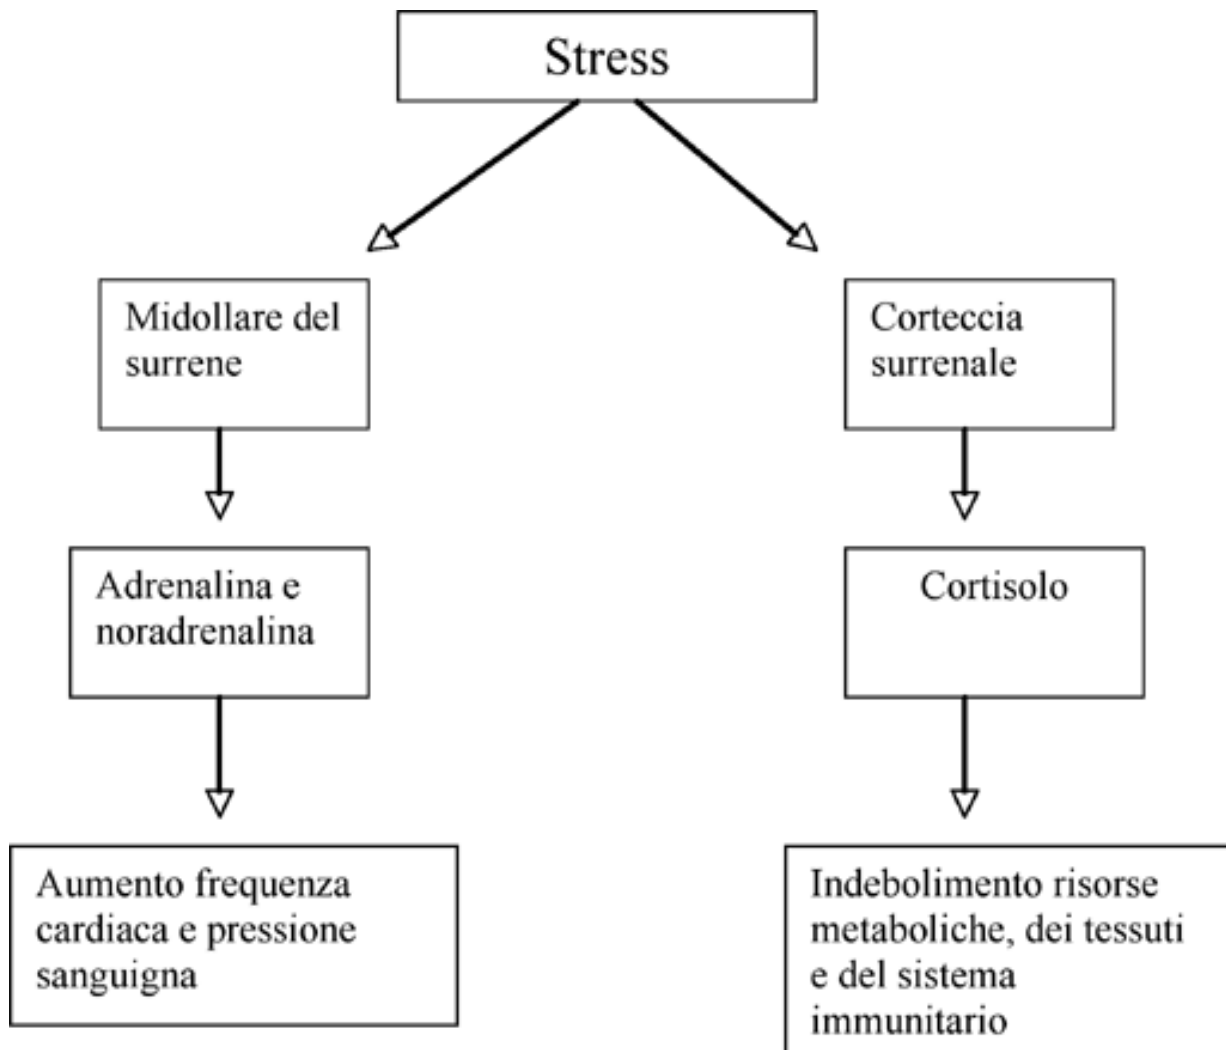 Stress
Midollare del
surrene
Corteccia
surrenale
Adrenalina e
noradrenalina
Cortisolo
Aumento frequenza
cardiaca e pressione
sanguigna
Indebolimento risorse
metaboliche, dei tessuti
e del sistema
immunitario